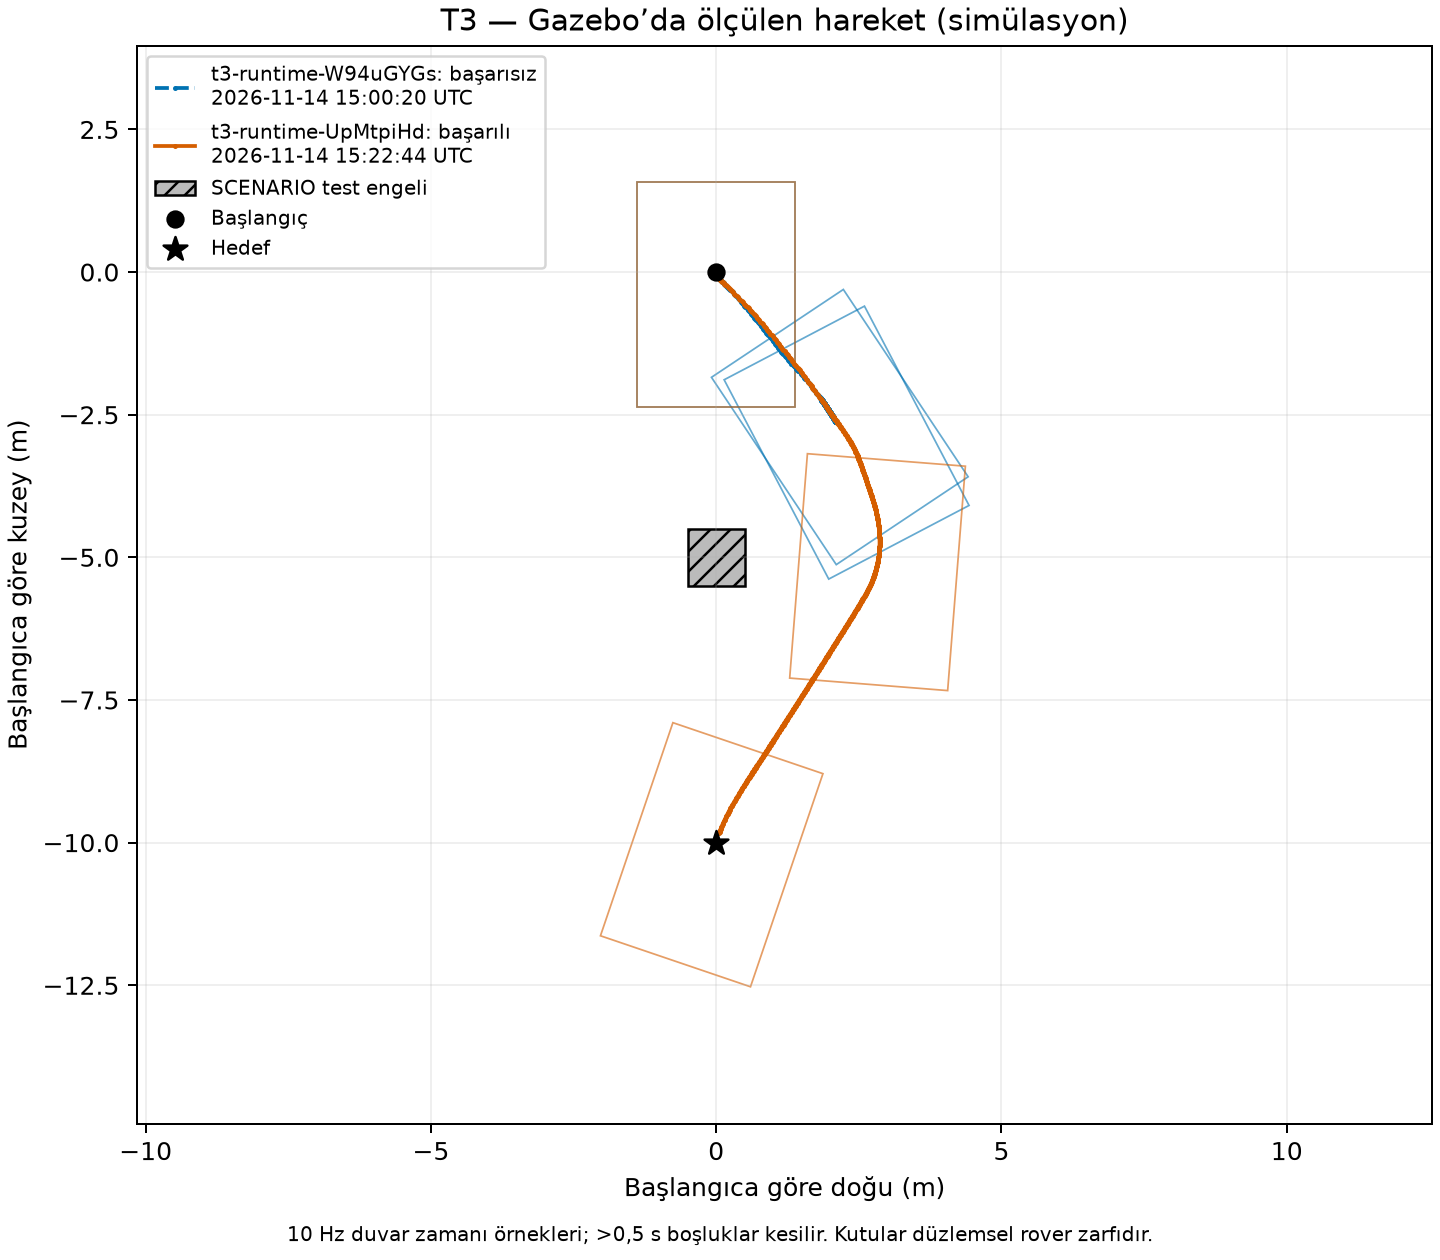 T3 — Gazebo’da ölçülen hareket (simülasyon)
t3-runtime-W94uGYGs: başarısız
2026-11-14 15:00:20 UTC
t3-runtime-UpMtpiHd: başarılı
2026-11-14 15:22:44 UTC
SCENARIO test engeli
Başlangıç
Hedef
Başlangıca göre kuzey (m)
2.5
0.0
−2.5
−5.0
−7.5
−10.0
−12.5
−10
−5
0
5
10
Başlangıca göre doğu (m)
10 Hz duvar zamanı örnekleri; >0,5 s boşluklar kesilir. Kutular düzlemsel rover zarfıdır.